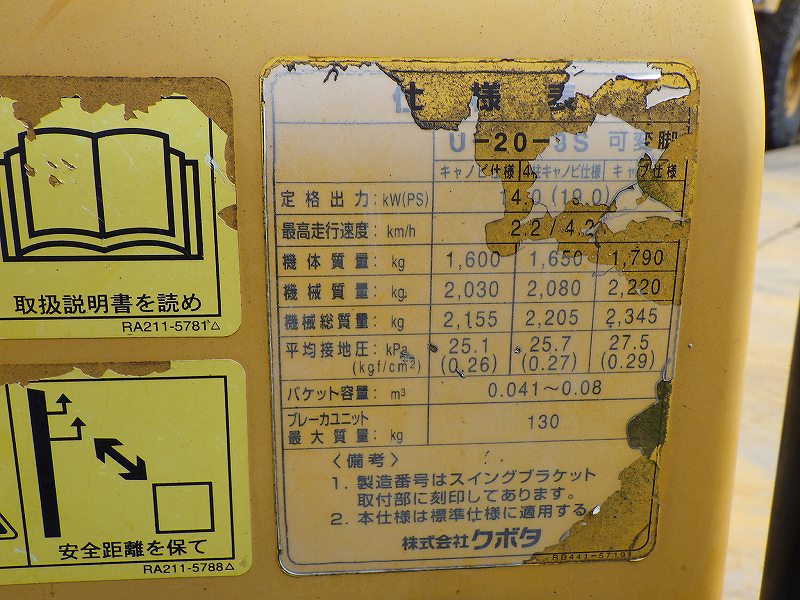 取扱説明書を読め
RA211-5781△
安全距離を保て
RA211-5788△
仕様表
U-20-3S 可変脚
キャノピ仕様 4柱キャノピ仕様 キャブ仕様
定格出力: kW(PS) 14.0 (19.0)
最高走行速度: km/h 2.2 / 4.2
機体質量: kg 1,600 1,650 1,790
機械質量: kg 2,030 2,080 2,220
機械総質量: kg 2,155 2,205 2,345
平均接地圧: kPa 25.1 25.7 27.5
(kgf/cm²) (0.26) (0.27) (0.29)
バケット容量: m³ 0.041～0.08
ブレーカユニット
最大質量: kg 130
〈備考〉
1. 製造番号はスイングブラケット
取付部に刻印してあります。
2. 本仕様は標準仕様に適用する
株式会社クボタ